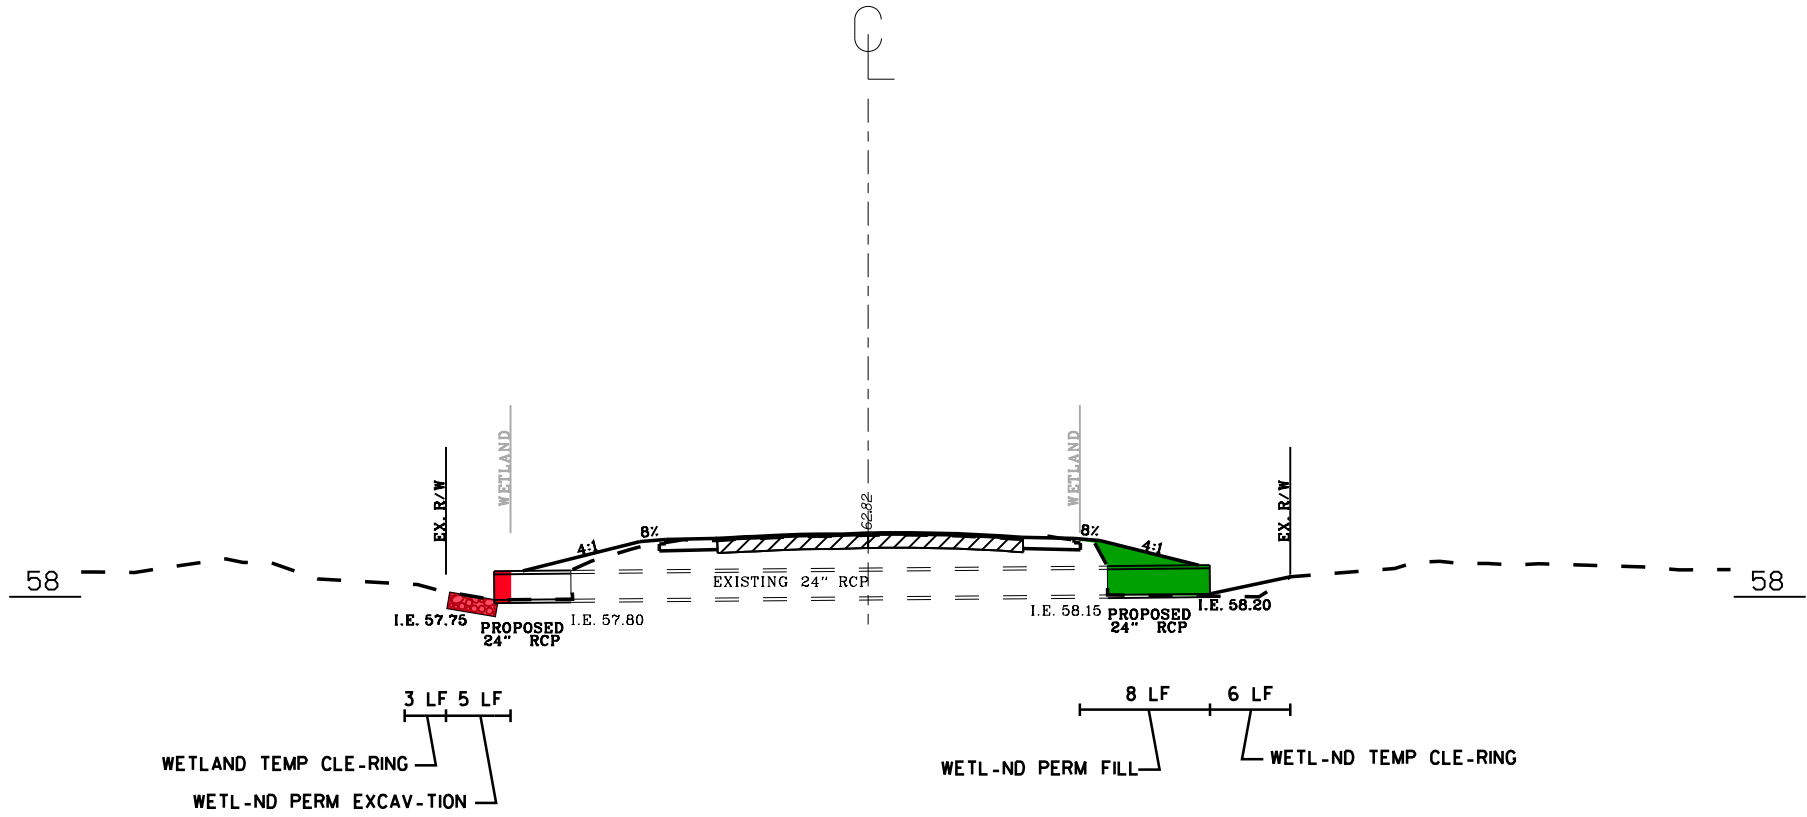 CL
WETLAND
WETLAND
EX. R/W
EX. R/W
62.82
8%
8%
4:1
4:1
58
58
EXISTING 24" RCP
I.E. 57.75
PROPOSED
24" RCP
I.E. 57.80
I.E. 58.15
PROPOSED
24" RCP
I.E. 58.20
3 LF
5 LF
8 LF
6 LF
WETLAND TEMP CLE-RING
WETL-ND PERM EXCAV-TION
WETL-ND PERM FILL
WETL-ND TEMP CLE-RING